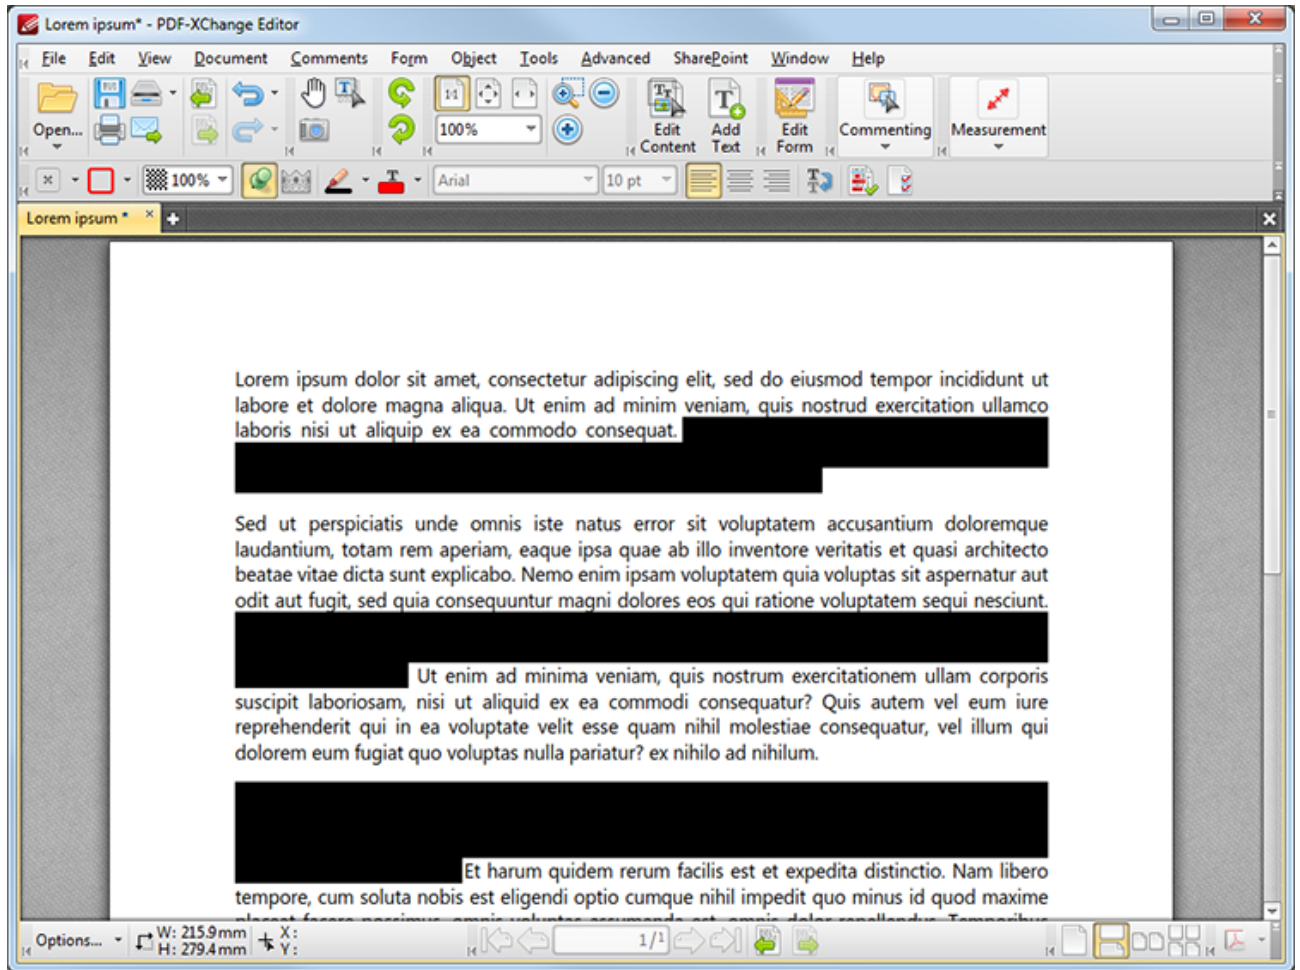 Lorem ipsum* - PDF-XChange Editor
File Edit View Document Comments Form Object Tools Advanced SharePoint Window Help
Open... 100% Edit Content Add Text Edit Form Commenting Measurement
100% Arial 10 pt
Lorem ipsum *
Lorem ipsum dolor sit amet, consectetur adipiscing elit, sed do eiusmod tempor incididunt ut
labore et dolore magna aliqua. Ut enim ad minim veniam, quis nostrud exercitation ullamco
laboris nisi ut aliquip ex ea commodo consequat.
Sed ut perspiciatis unde omnis iste natus error sit voluptatem accusantium doloremque
laudantium, totam rem aperiam, eaque ipsa quae ab illo inventore veritatis et quasi architecto
beatae vitae dicta sunt explicabo. Nemo enim ipsam voluptatem quia voluptas sit aspernatur aut
odit aut fugit, sed quia consequuntur magni dolores eos qui ratione voluptatem sequi nesciunt.
Ut enim ad minima veniam, quis nostrum exercitationem ullam corporis
suscipit laboriosam, nisi ut aliquid ex ea commodi consequatur? Quis autem vel eum iure
reprehenderit qui in ea voluptate velit esse quam nihil molestiae consequatur, vel illum qui
dolorem eum fugiat quo voluptas nulla pariatur? ex nihilo ad nihilum.
Et harum quidem rerum facilis est et expedita distinctio. Nam libero
tempore, cum soluta nobis est eligendi optio cumque nihil impedit quo minus id quod maxime
Options... W: 215.9mm X: 1/1
H: 279.4mm Y: